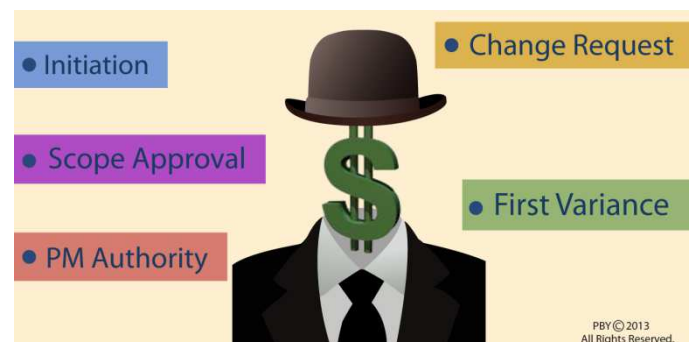 • Initiation
• Scope Approval
• PM Authority
• Change Request
• First Variance
$
PBY © 2013
All Rights Reserved.